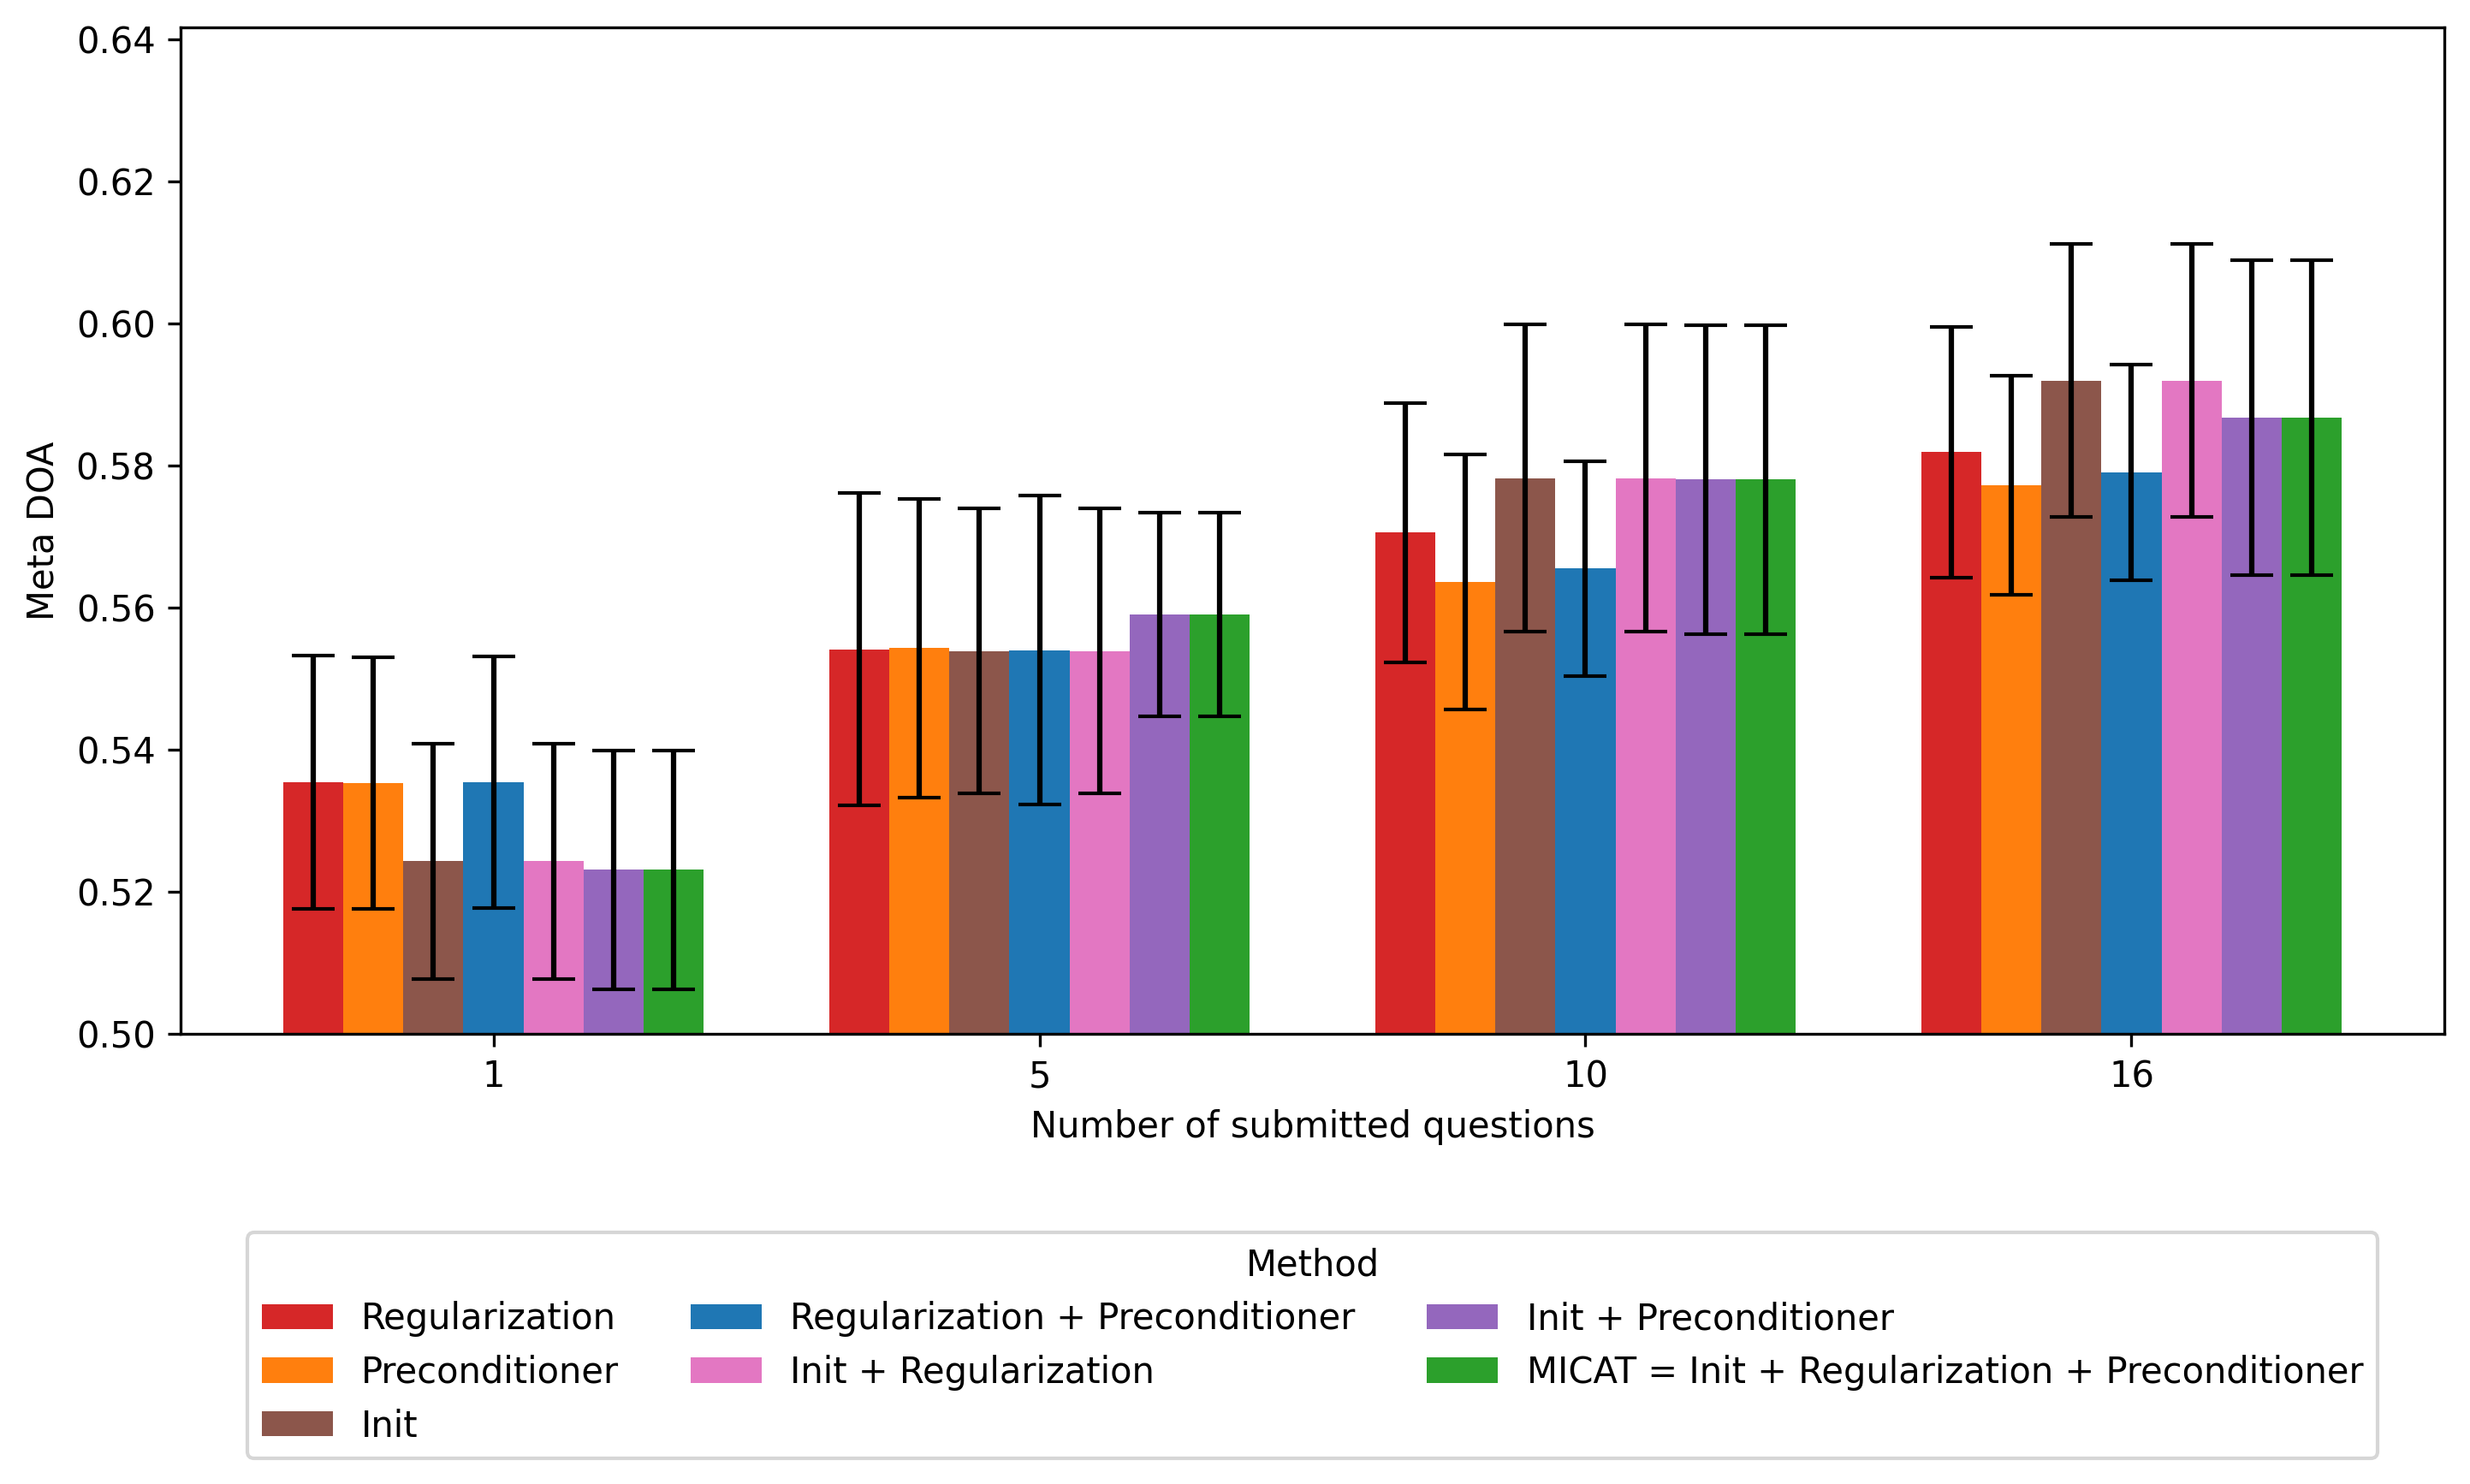 0.64
0.62
0.60
0.58
0.56
0.54
0.52
0.50
Meta DOA
1 5 10 16
Number of submitted questions
Method
Regularization
Preconditioner
Init
Regularization + Preconditioner
Init + Regularization
Init + Preconditioner
MICAT = Init + Regularization + Preconditioner